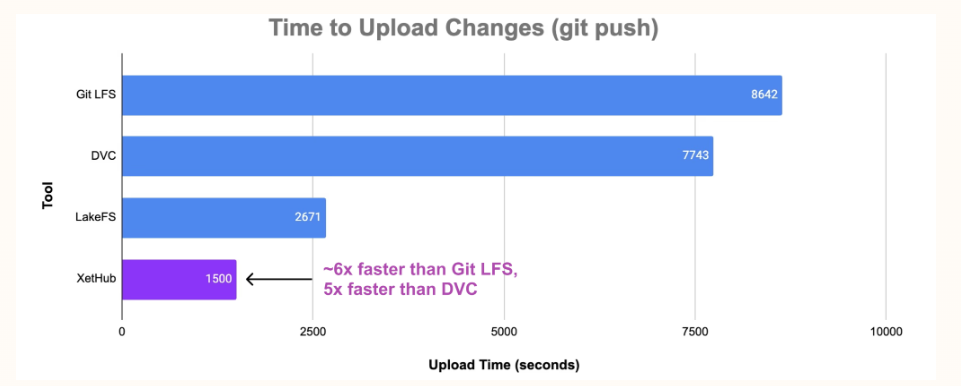 Time to Upload Changes (git push)
Git LFS
8642
DVC
7743
Tool
LakeFS
2671
XetHub
1500
~6x faster than Git LFS,
5x faster than DVC
0
2500
5000
7500
10000
Upload Time (seconds)